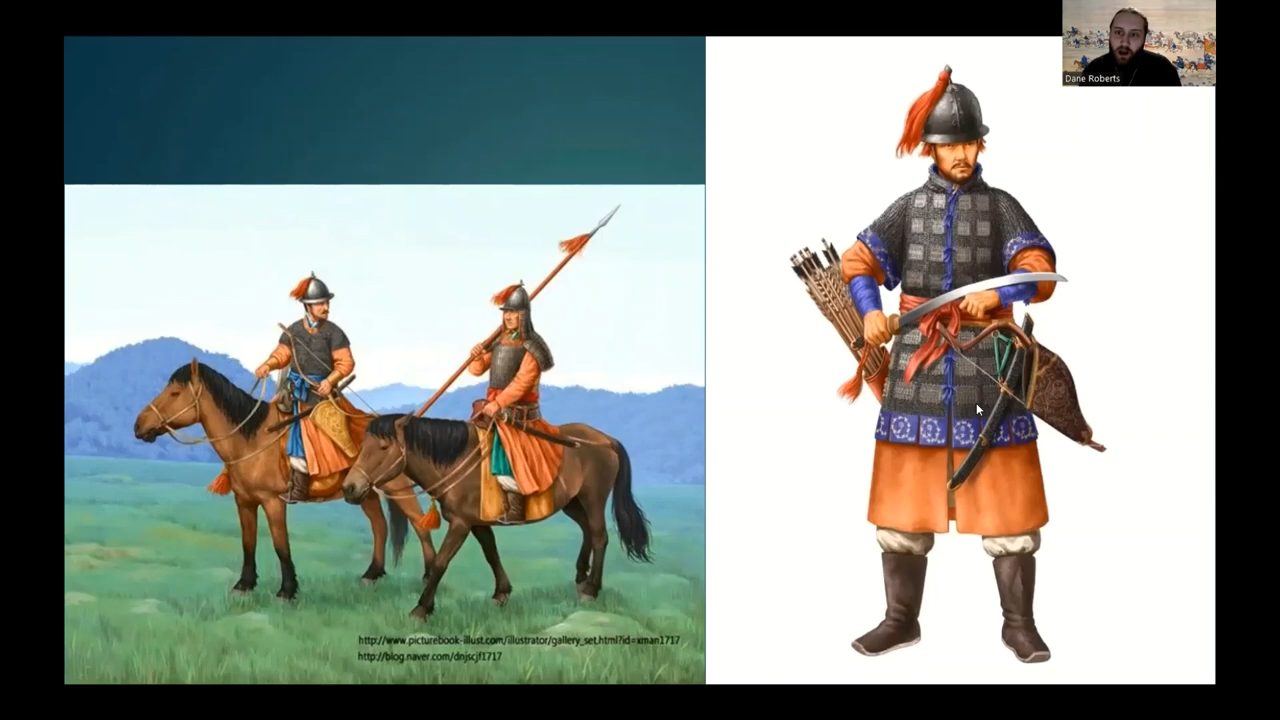 Dane Roberts
http://www.picturebook-illust.com/illustrator/gallery_set.html?id=xman1717
http://blog.naver.com/dnjscjf1717